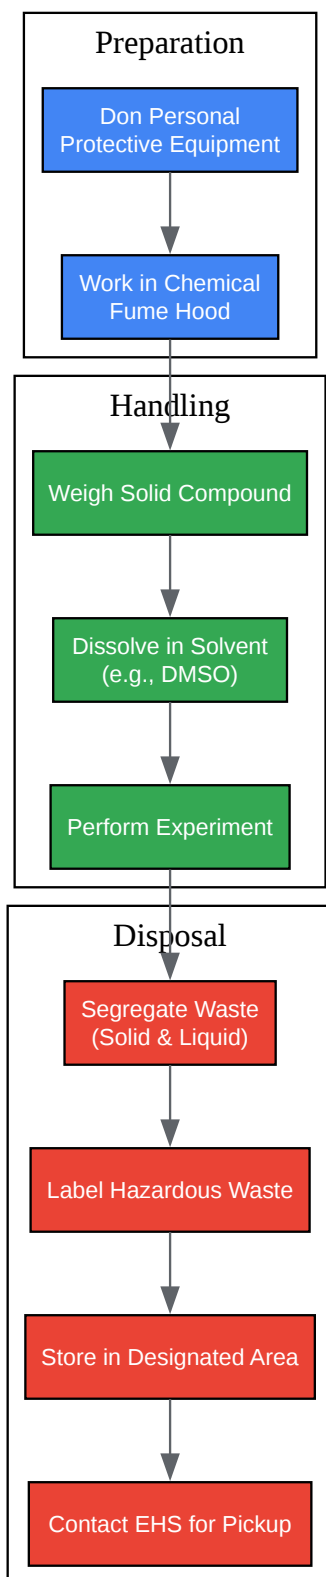 Preparation
Don Personal
Protective Equipment
Work in Chemical
Fume Hood
Handling
Weigh Solid Compound
Dissolve in Solvent
(e.g., DMSO)
Perform Experiment
Disposal
Segregate Waste
(Solid & Liquid)
Label Hazardous Waste
Store in Designated Area
Contact EHS for Pickup